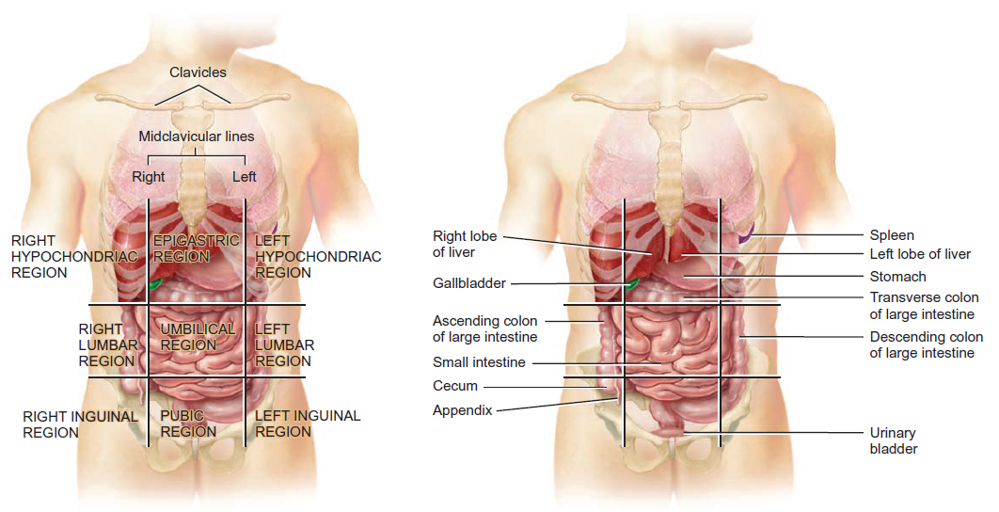 Clavicles
Midclavicular lines
Right
Left
RIGHT
HYPOCHONDRIAC
REGION
EPIGASTRIC
REGION
LEFT
HYPOCHONDRIAC
REGION
RIGHT
LUMBAR
REGION
UMBILICAL
REGION
LEFT
LUMBAR
REGION
RIGHT INGUINAL
REGION
PUBIC
REGION
LEFT INGUINAL
REGION
Right lobe
of liver
Gallbladder
Ascending colon
of large intestine
Small intestine
Cecum
Appendix
Spleen
Left lobe of liver
Stomach
Transverse colon
of large intestine
Descending colon
of large intestine
Urinary
bladder